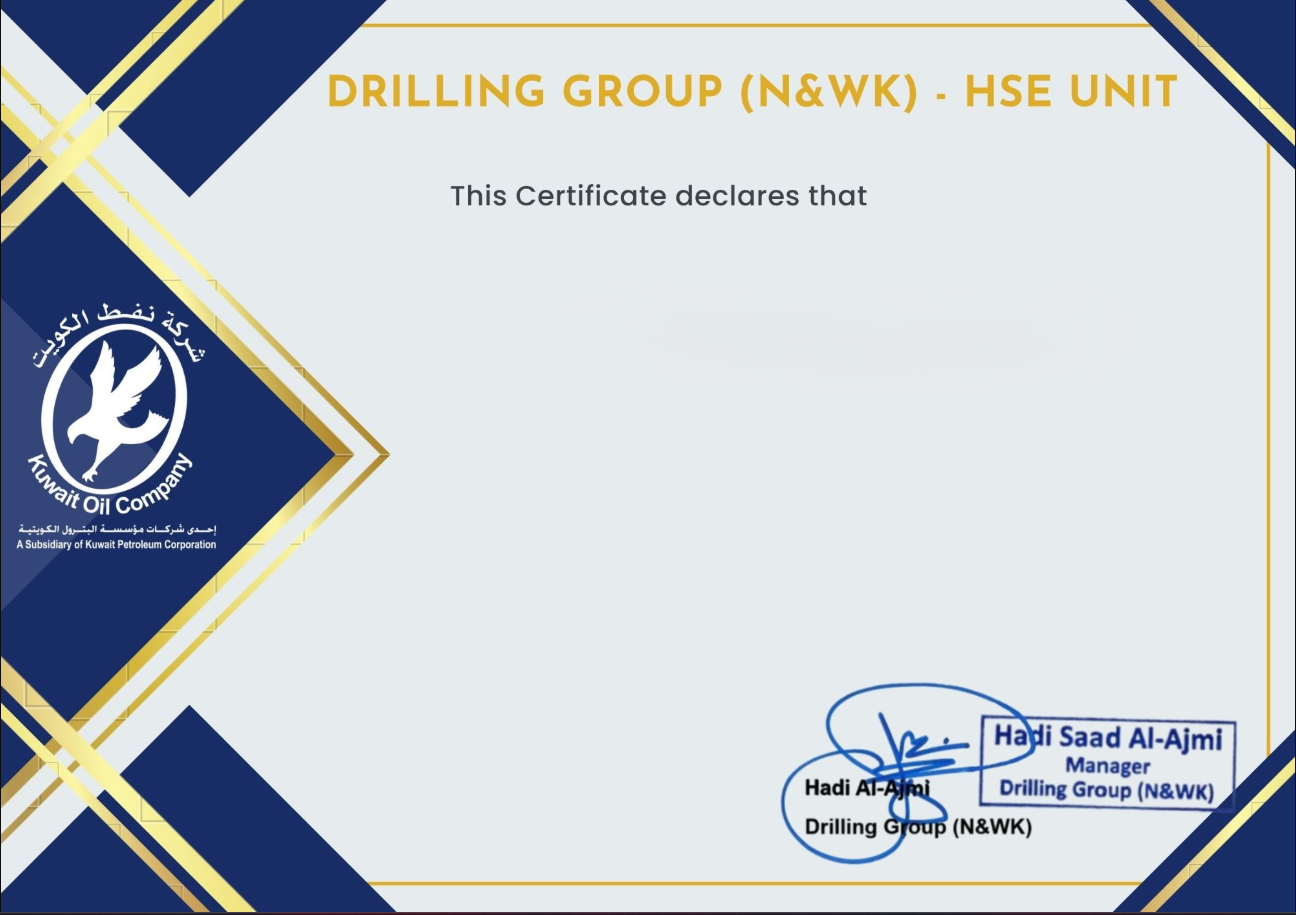 DRILLING GROUP (N&WK) - HSE UNIT
This Certificate declares that
شركة نفط الكويت
Kuwait Oil Company
إحدى شركات مؤسسة البترول الكويتية
A Subsidiary of Kuwait Petroleum Corporation
Hadi Saad Al-Ajmi
Manager
Drilling Group (N&WK)
Hadi Al-Ajmi
Drilling Group (N&WK)